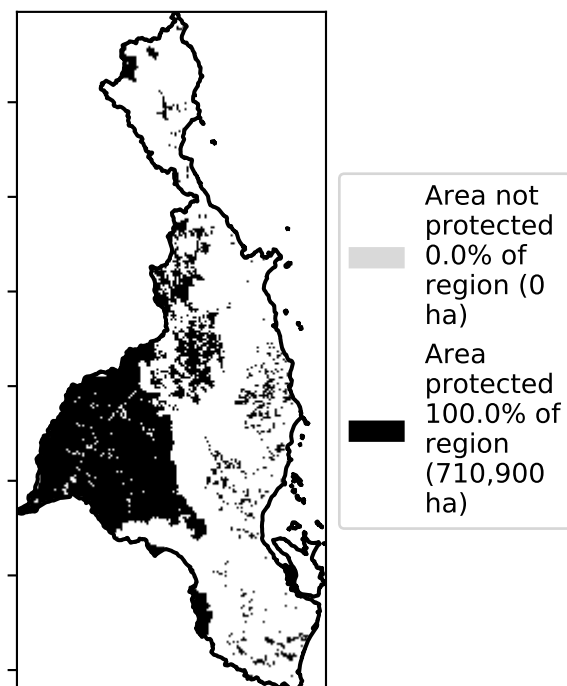 Area not
protected
0.0% of
region (0
ha)
Area
protected
100.0% of
region
(710,900
ha)